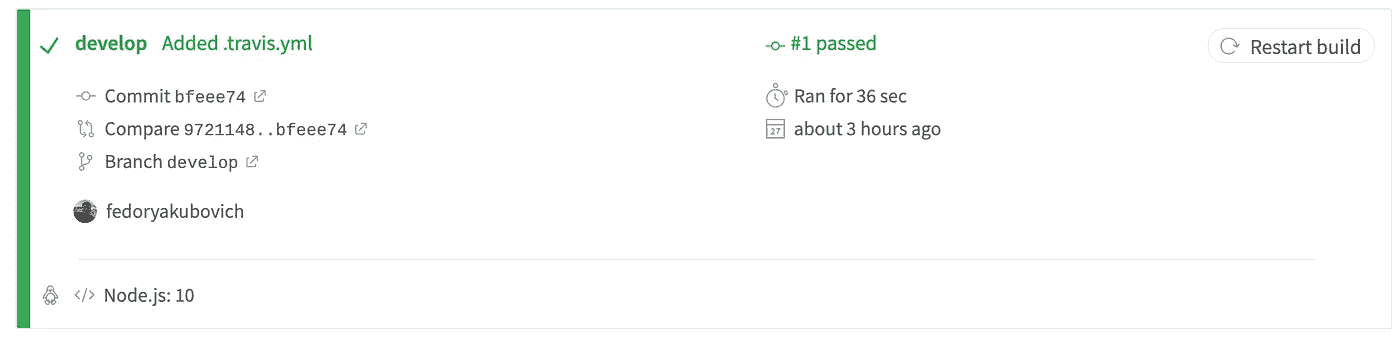 develop Added .travis.yml
#1 passed
Restart build
Commit bfeee74
Ran for 36 sec
Compare 9721148..bfeee74
27 about 3 hours ago
Branch develop
fedoryakubovich
</> Node.js: 10